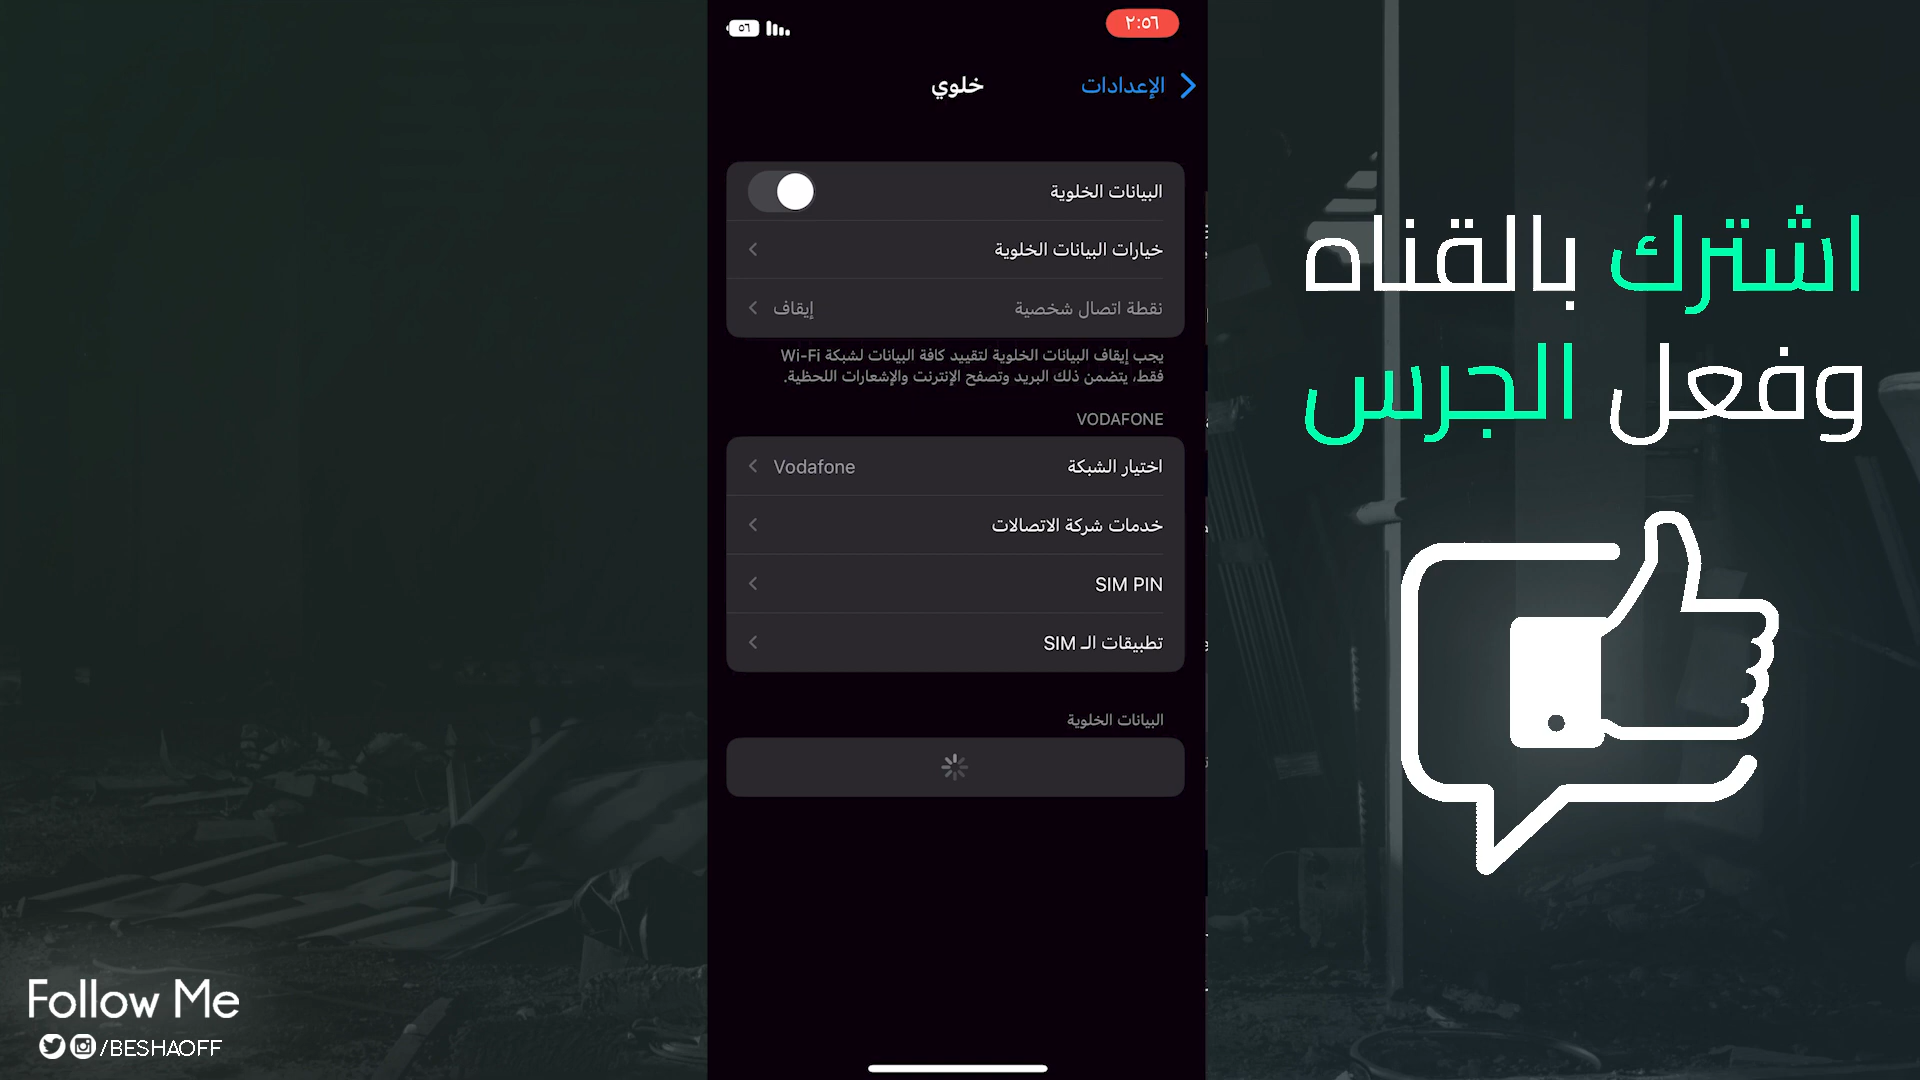 ٢:٥٦
٥٦
الإعدادات
خلوي
البيانات الخلوية
خيارات البيانات الخلوية
نقطة اتصال شخصية إيقاف
يجب إيقاف البيانات الخلوية لتقييد كافة البيانات لشبكة Wi-Fi
فقط، يتضمن ذلك البريد وتصفح الإنترنت والإشعارات اللحظية.
VODAFONE
اختيار الشبكة Vodafone
خدمات شركة الاتصالات
SIM PIN
تطبيقات الـ SIM
البيانات الخلوية
اشترك بالقناه
وفعل الجرس
Follow Me
/BESHAOFF